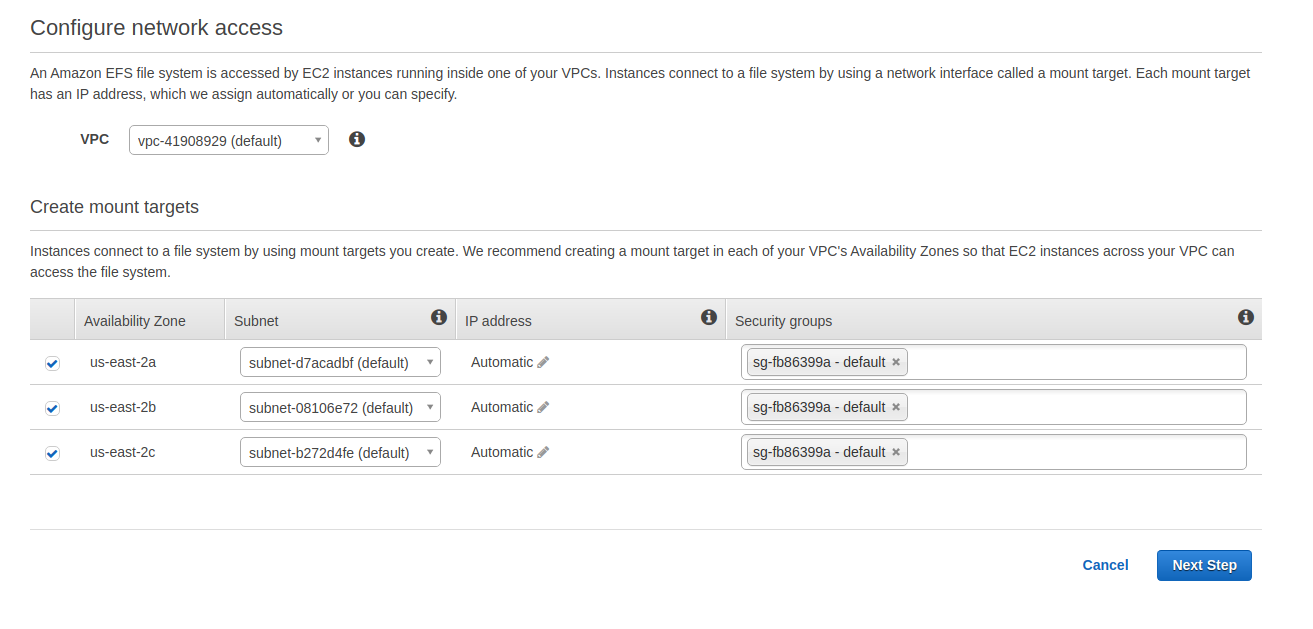 Configure network access
An Amazon EFS file system is accessed by EC2 instances running inside one of your VPCs. Instances connect to a file system by using a network interface called a mount target. Each mount target
has an IP address, which we assign automatically or you can specify.
VPC vpc-41908929 (default)
Create mount targets
Instances connect to a file system by using mount targets you create. We recommend creating a mount target in each of your VPC's Availability Zones so that EC2 instances across your VPC can
access the file system.
Availability Zone Subnet IP address Security groups
us-east-2a subnet-d7acadbf (default) Automatic sg-fb86399a - default
us-east-2b subnet-08106e72 (default) Automatic sg-fb86399a - default
us-east-2c subnet-b272d4fe (default) Automatic sg-fb86399a - default
Cancel Next Step